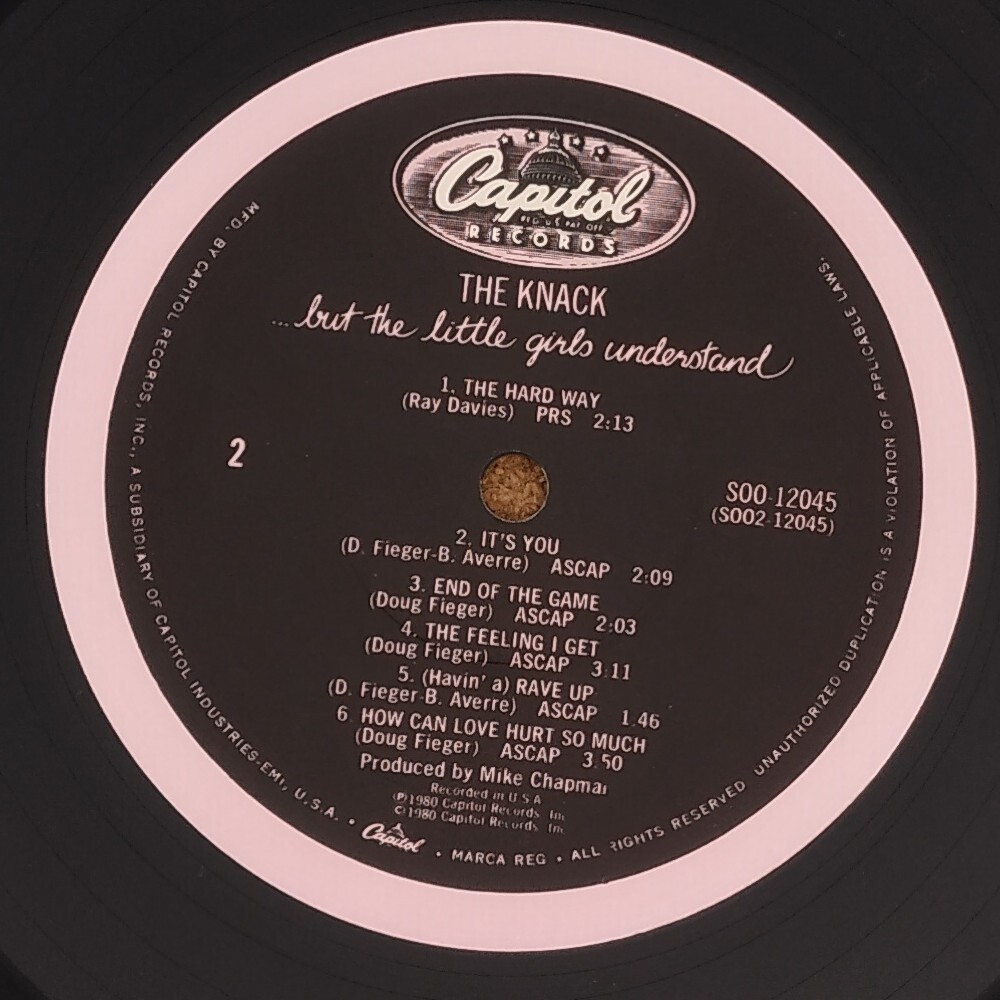 Capitol
REG. U.S. PAT. OFF.
RECORDS
THE KNACK
...but the little girls understand
1. THE HARD WAY
(Ray Davies) PRS 2:13
2
SOO-12045
(SOO2-12045)
2. IT'S YOU
(D. Fieger-B. Averre) ASCAP 2:09
3. END OF THE GAME
(Doug Fieger) ASCAP 2:03
4. THE FEELING I GET
(Doug Fieger) ASCAP 3:11
5. (Havin' a) RAVE UP
(D. Fieger-B. Averre) ASCAP 1:46
6. HOW CAN LOVE HURT SO MUCH
(Doug Fieger) ASCAP 3:50
Produced by Mike Chapman
Recorded in U.S.A.
Ⓟ1980 Capitol Records, Inc.
©1980 Capitol Records, Inc.
MFD. BY CAPITOL RECORDS, INC., A SUBSIDIARY OF CAPITOL INDUSTRIES-EMI, U.S.A. • Capitol • MARCA REG • ALL RIGHTS RESERVED UNAUTHORIZED DUPLICATION IS A VIOLATION OF APPLICABLE LAWS.